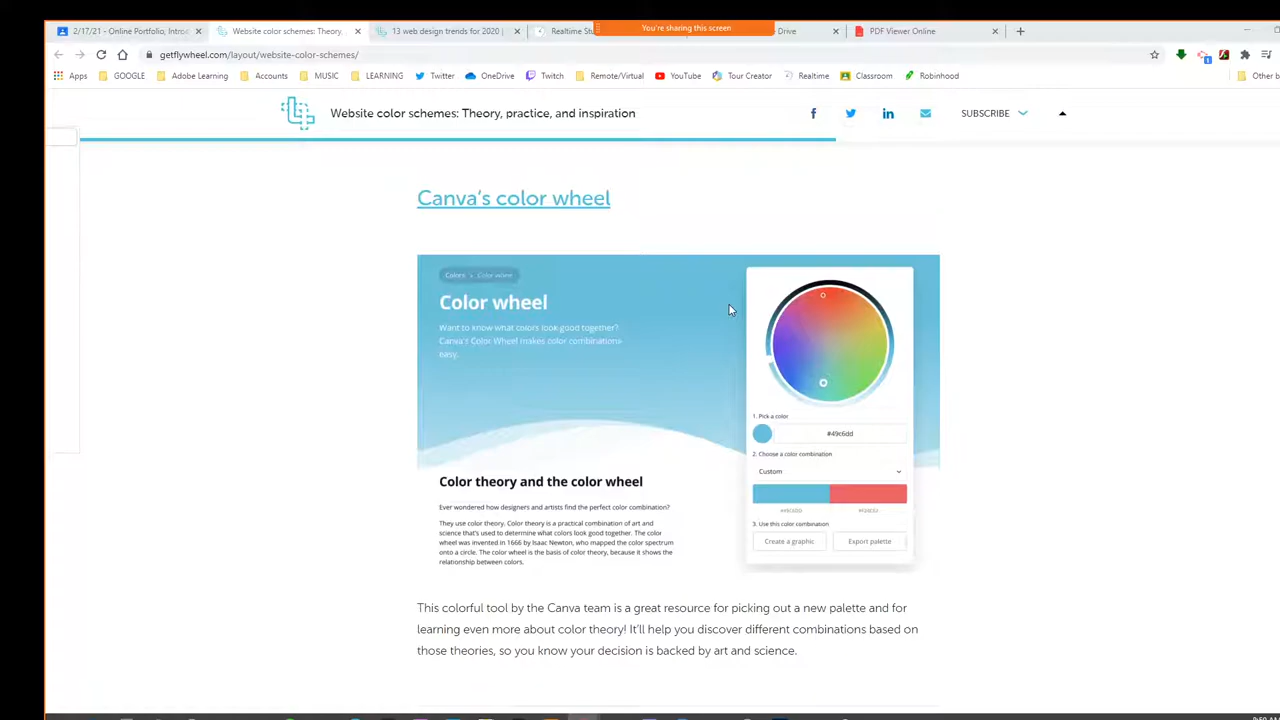 2/17/21 - Online Portfolio, Introd
Website color schemes: Theory,
13 web design trends for 2020 |
Realtime Stu
You're sharing this screen
Drive
PDF Viewer Online
getflywheel.com/layout/website-color-schemes/
Apps
GOOGLE
Adobe Learning
Accounts
MUSIC
LEARNING
Twitter
OneDrive
Twitch
Remote/Virtual
YouTube
Tour Creator
Realtime
Classroom
Robinhood
Other b
Website color schemes: Theory, practice, and inspiration
SUBSCRIBE
Canva's color wheel
Colors > Color wheel
Color wheel
Want to know what colors look good together?
Canva's Color Wheel makes color combinations
easy.
1. Pick a color
#49c6dd
2. Choose a color combination
Custom
3. Use this color combination
Create a graphic
Export palette
Color theory and the color wheel
Ever wondered how designers and artists find the perfect color combination?
They use color theory. Color theory is a practical combination of art and
science that's used to determine what colors look good together. The color
wheel was invented in 1666 by Isaac Newton, who mapped the color spectrum
onto a circle. The color wheel is the basis of color theory, because it shows the
relationship between colors.
This colorful tool by the Canva team is a great resource for picking out a new palette and for
learning even more about color theory! It'll help you discover different combinations based on
those theories, so you know your decision is backed by art and science.